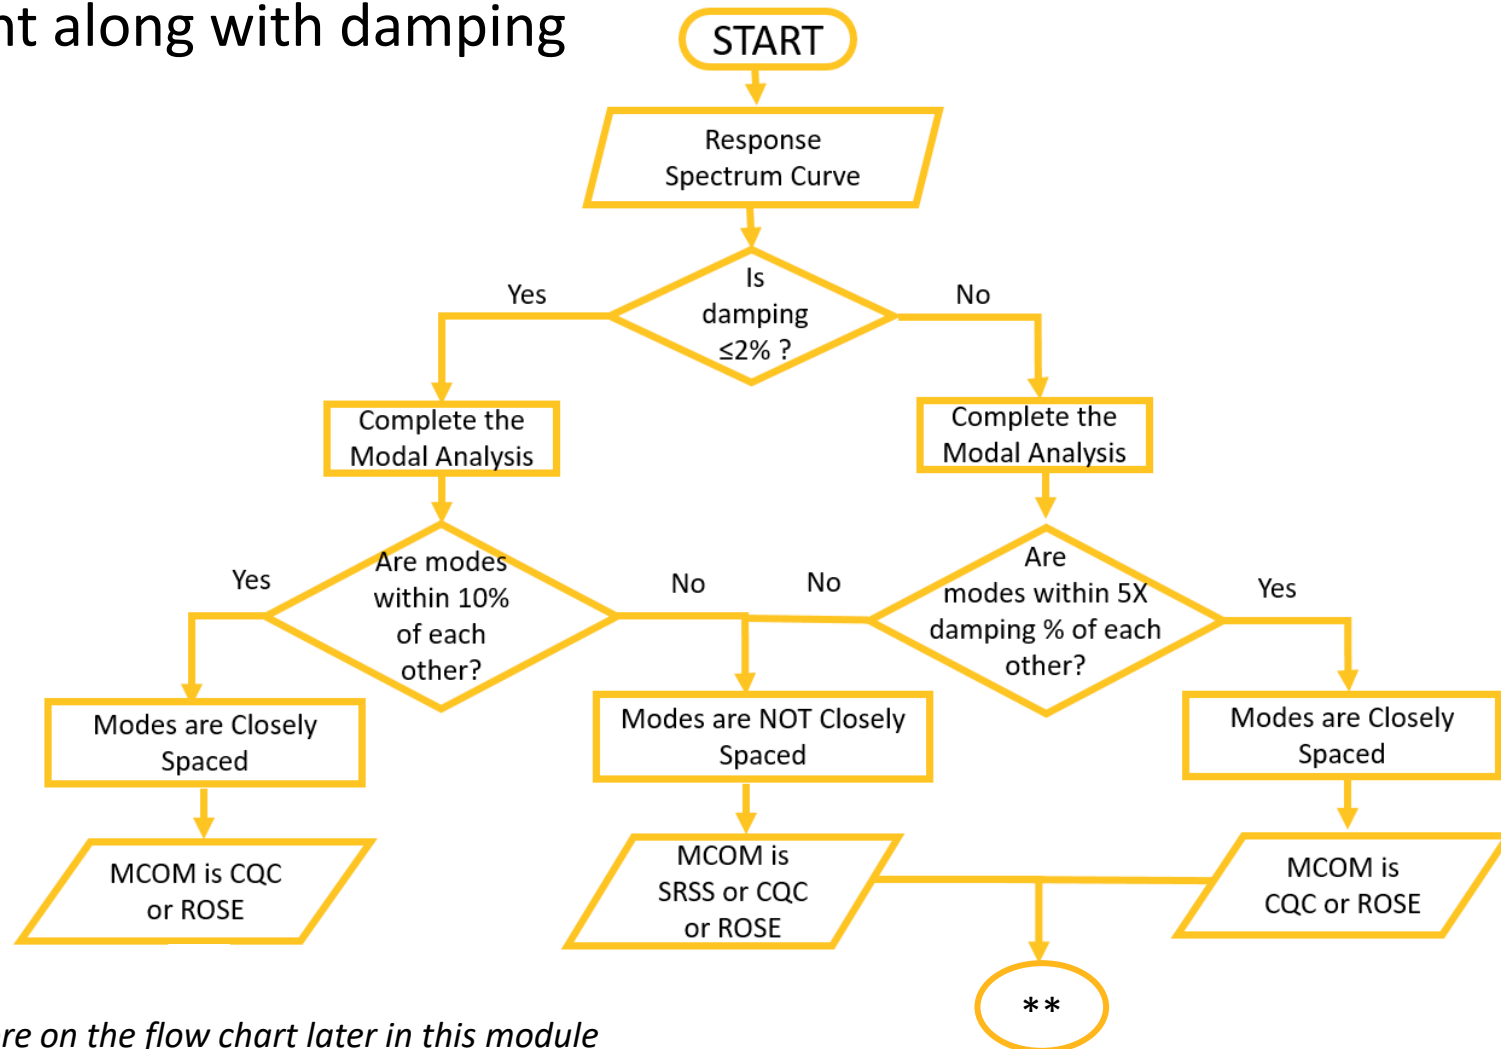 along with damping
START
Response
Spectrum Curve
Is
damping
≤2% ?
Yes
No
Complete the
Modal Analysis
Complete the
Modal Analysis
Are modes
within 10%
of each
other?
Yes
No
No
Are
modes within 5X
damping % of each
other?
Yes
Modes are Closely
Spaced
Modes are NOT Closely
Spaced
Modes are Closely
Spaced
MCOM is CQC
or ROSE
MCOM is
SRSS or CQC
or ROSE
MCOM is
CQC or ROSE
**
on the flow chart later in this module